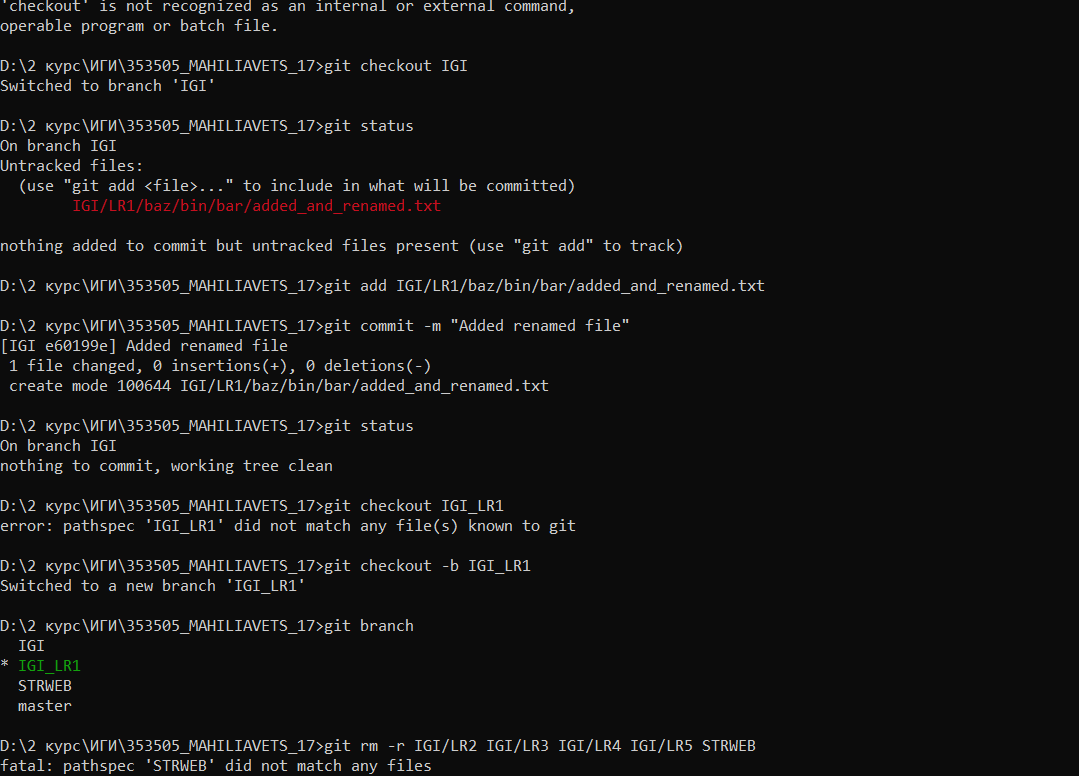 'checkout' is not recognized as an internal or external command,
operable program or batch file.
D:\2 курс\ИГИ\353505_MAHILIAVETS_17>git checkout IGI
Switched to branch 'IGI'
D:\2 курс\ИГИ\353505_MAHILIAVETS_17>git status
On branch IGI
Untracked files:
  (use "git add <file>..." to include in what will be committed)
        IGI/LR1/baz/bin/bar/added_and_renamed.txt
nothing added to commit but untracked files present (use "git add" to track)
D:\2 курс\ИГИ\353505_MAHILIAVETS_17>git add IGI/LR1/baz/bin/bar/added_and_renamed.txt
D:\2 курс\ИГИ\353505_MAHILIAVETS_17>git commit -m "Added renamed file"
[IGI e60199e] Added renamed file
 1 file changed, 0 insertions(+), 0 deletions(-)
 create mode 100644 IGI/LR1/baz/bin/bar/added_and_renamed.txt
D:\2 курс\ИГИ\353505_MAHILIAVETS_17>git status
On branch IGI
nothing to commit, working tree clean
D:\2 курс\ИГИ\353505_MAHILIAVETS_17>git checkout IGI_LR1
error: pathspec 'IGI_LR1' did not match any file(s) known to git
D:\2 курс\ИГИ\353505_MAHILIAVETS_17>git checkout -b IGI_LR1
Switched to a new branch 'IGI_LR1'
D:\2 курс\ИГИ\353505_MAHILIAVETS_17>git branch
  IGI
* IGI_LR1
  STRWEB
  master
D:\2 курс\ИГИ\353505_MAHILIAVETS_17>git rm -r IGI/LR2 IGI/LR3 IGI/LR4 IGI/LR5 STRWEB
fatal: pathspec 'STRWEB' did not match any files